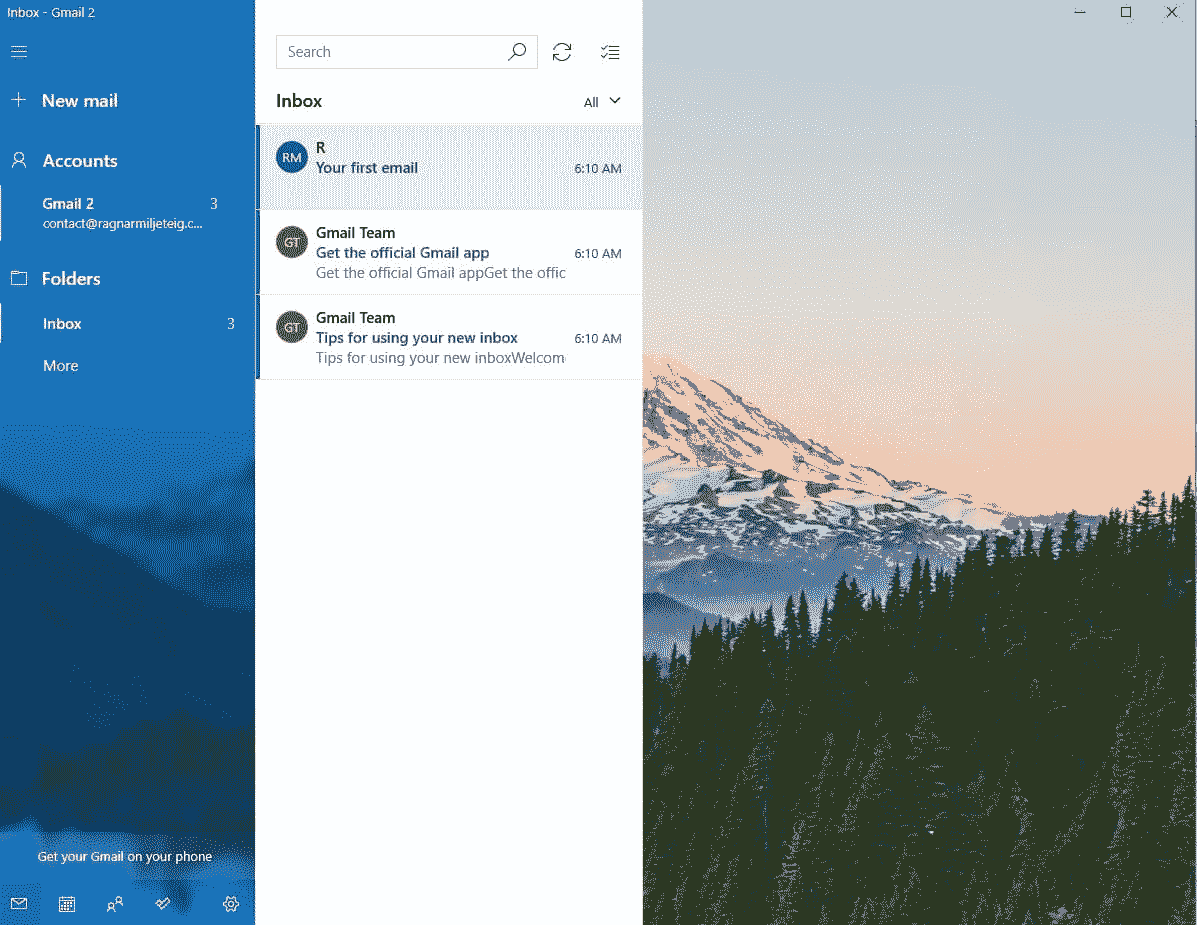 Inbox - Gmail 2
New mail
Accounts
Gmail 2 3
contact@ragnarmiljeteig.c...
Folders
Inbox 3
More
Get your Gmail on your phone
Search
Inbox All
RM
R
Your first email 6:10 AM
GT
Gmail Team
Get the official Gmail app 6:10 AM
Get the official Gmail appGet the offic
GT
Gmail Team
Tips for using your new inbox 6:10 AM
Tips for using your new inboxWelcom